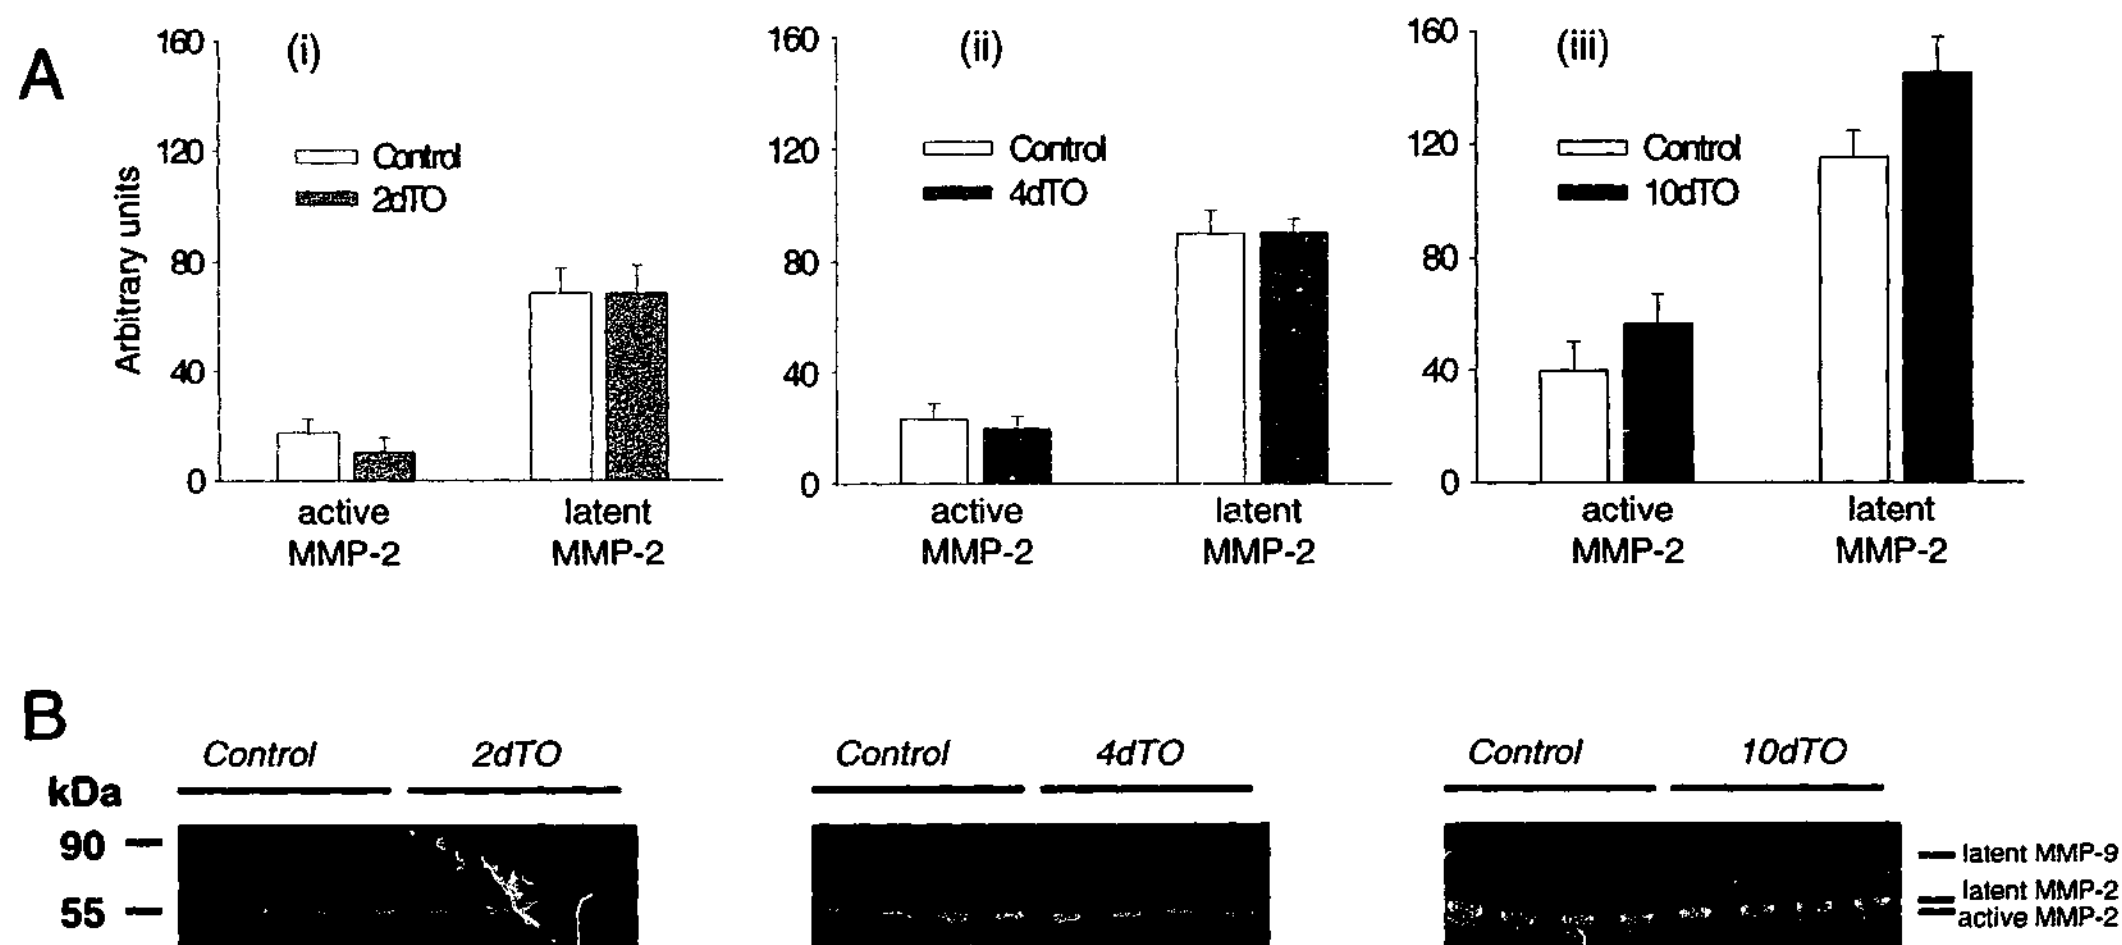 A
(i)
160
120
80
40
0
Arbitrary units
Control
2dTO
active
MMP-2
latent
MMP-2
(ii)
160
120
80
40
0
Control
4dTO
active
MMP-2
latent
MMP-2
(iii)
160
120
80
40
0
Control
10dTO
active
MMP-2
latent
MMP-2
B
Control 2dTO
Control 4dTO
Control 10dTO
kDa
90
55
latent MMP-9
latent MMP-2
active MMP-2